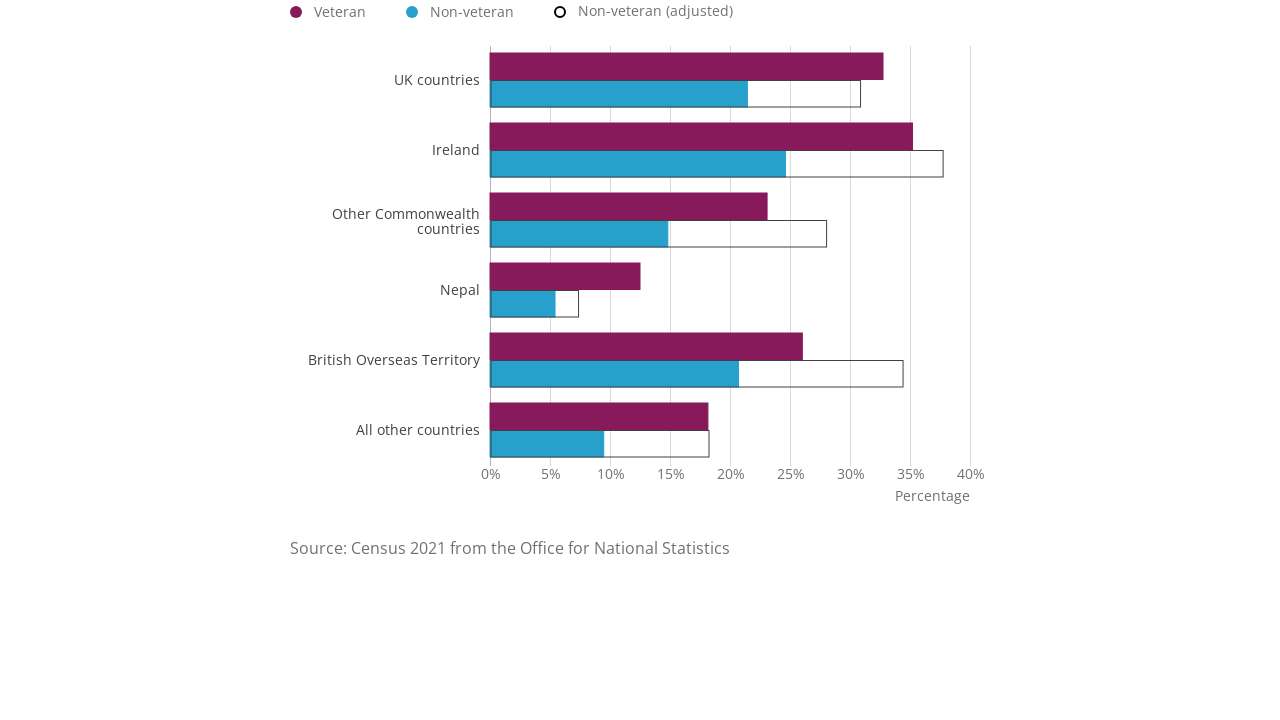 Veteran Non-veteran Non-veteran (adjusted)
UK countries
Ireland
Other Commonwealth
countries
Nepal
British Overseas Territory
All other countries
0% 5% 10% 15% 20% 25% 30% 35% 40%
Percentage
Source: Census 2021 from the Office for National Statistics